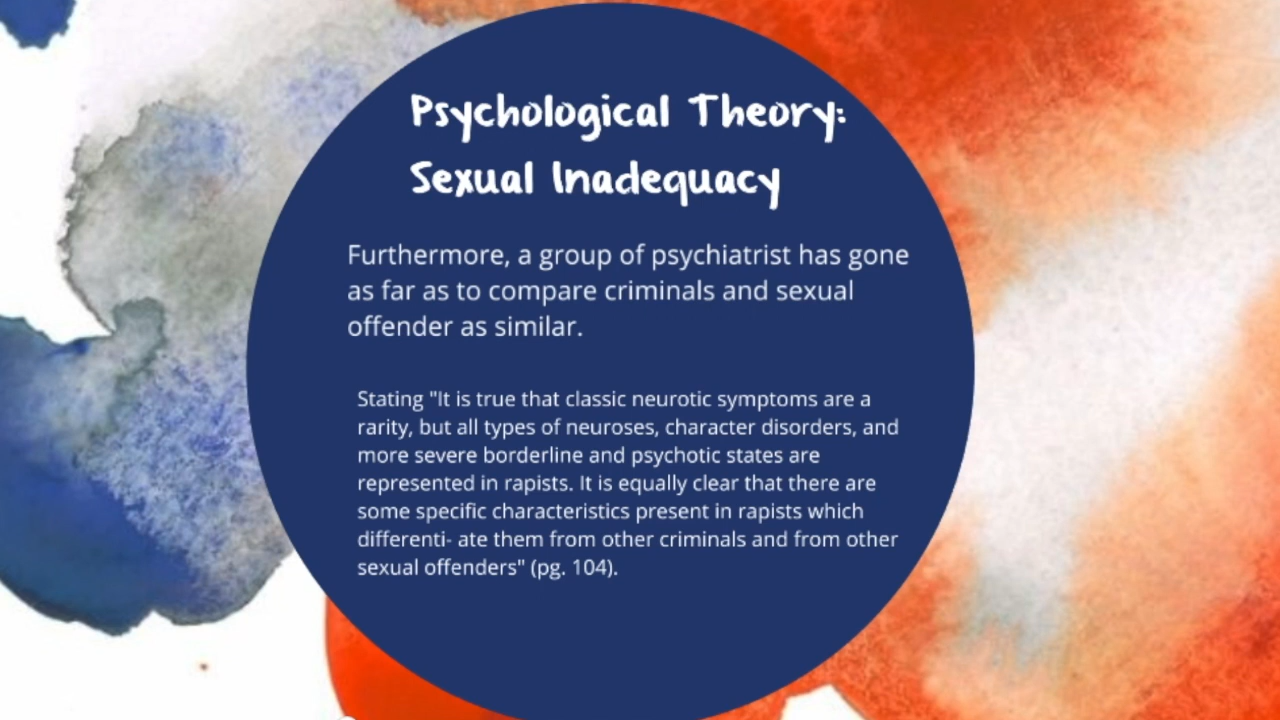 Psychological Theory:
Sexual Inadequacy
Furthermore, a group of psychiatrist has gone
as far as to compare criminals and sexual
offender as similar.
Stating "It is true that classic neurotic symptoms are a
rarity, but all types of neuroses, character disorders, and
more severe borderline and psychotic states are
represented in rapists. It is equally clear that there are
some specific characteristics present in rapists which
differenti- ate them from other criminals and from other
sexual offenders" (pg. 104).